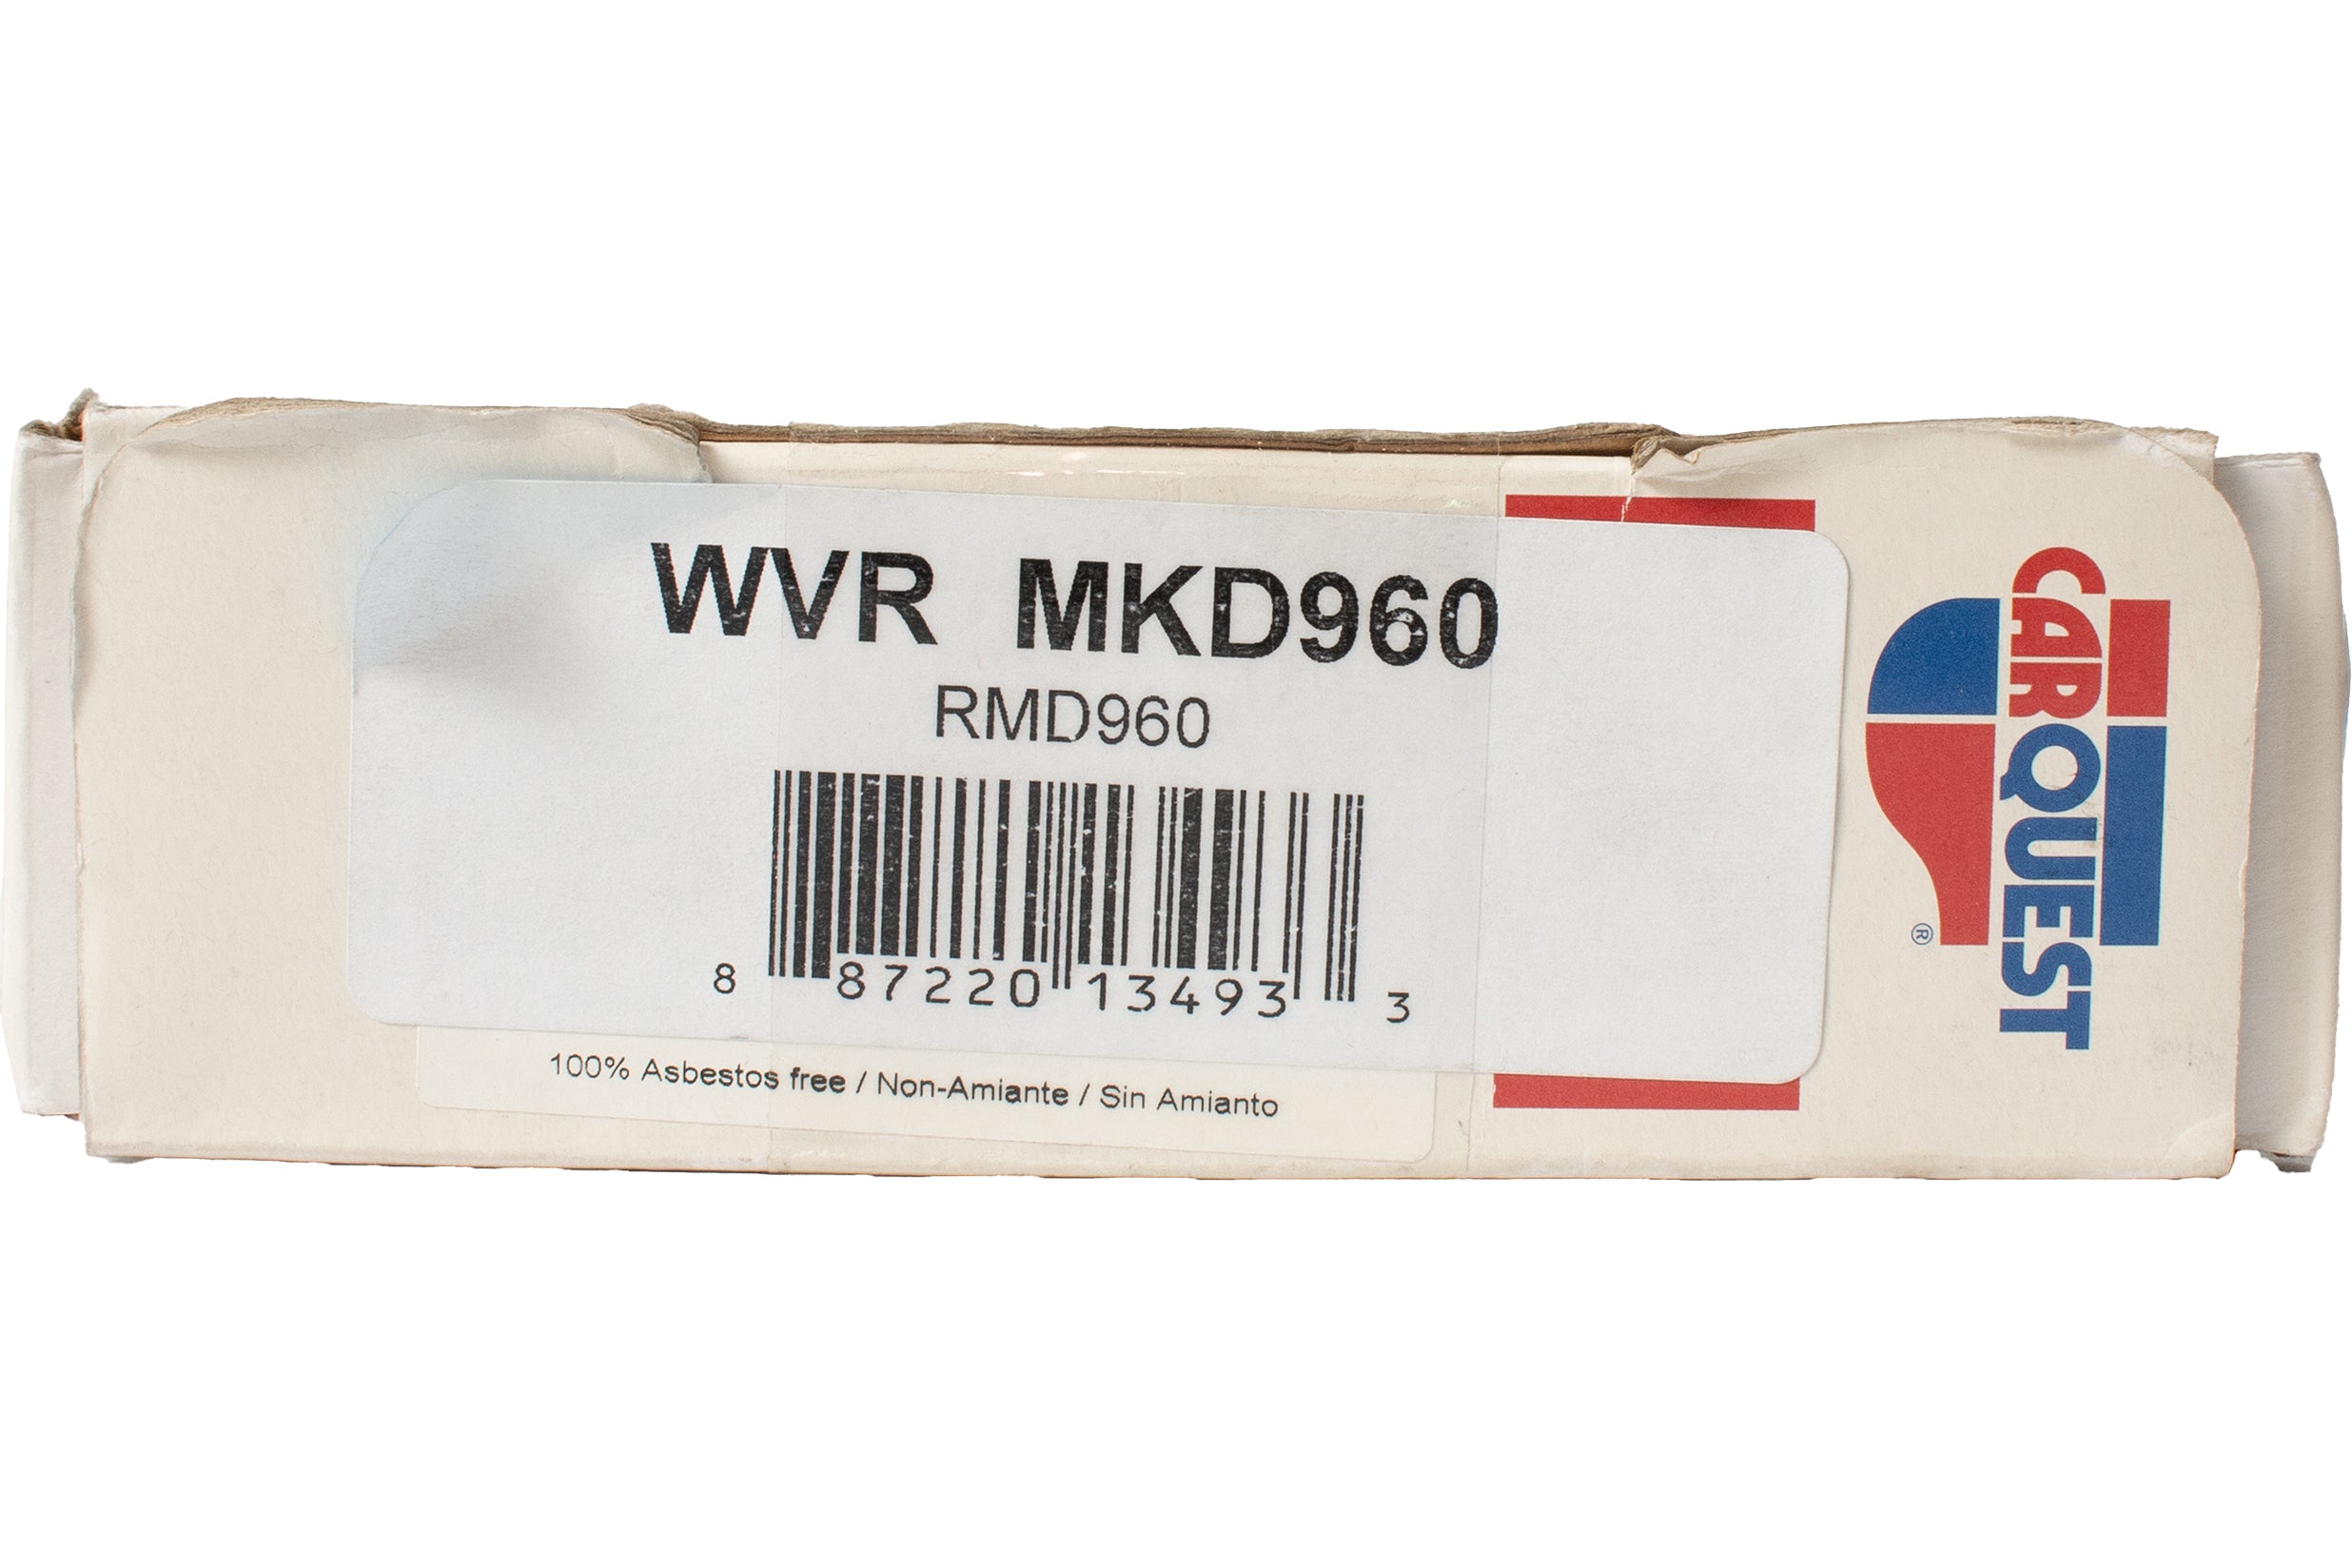 WVR MKD960
RMD960
8 87220 13493 3
100% Asbestos free / Non-Amiante / Sin Amianto
CARQUEST
®